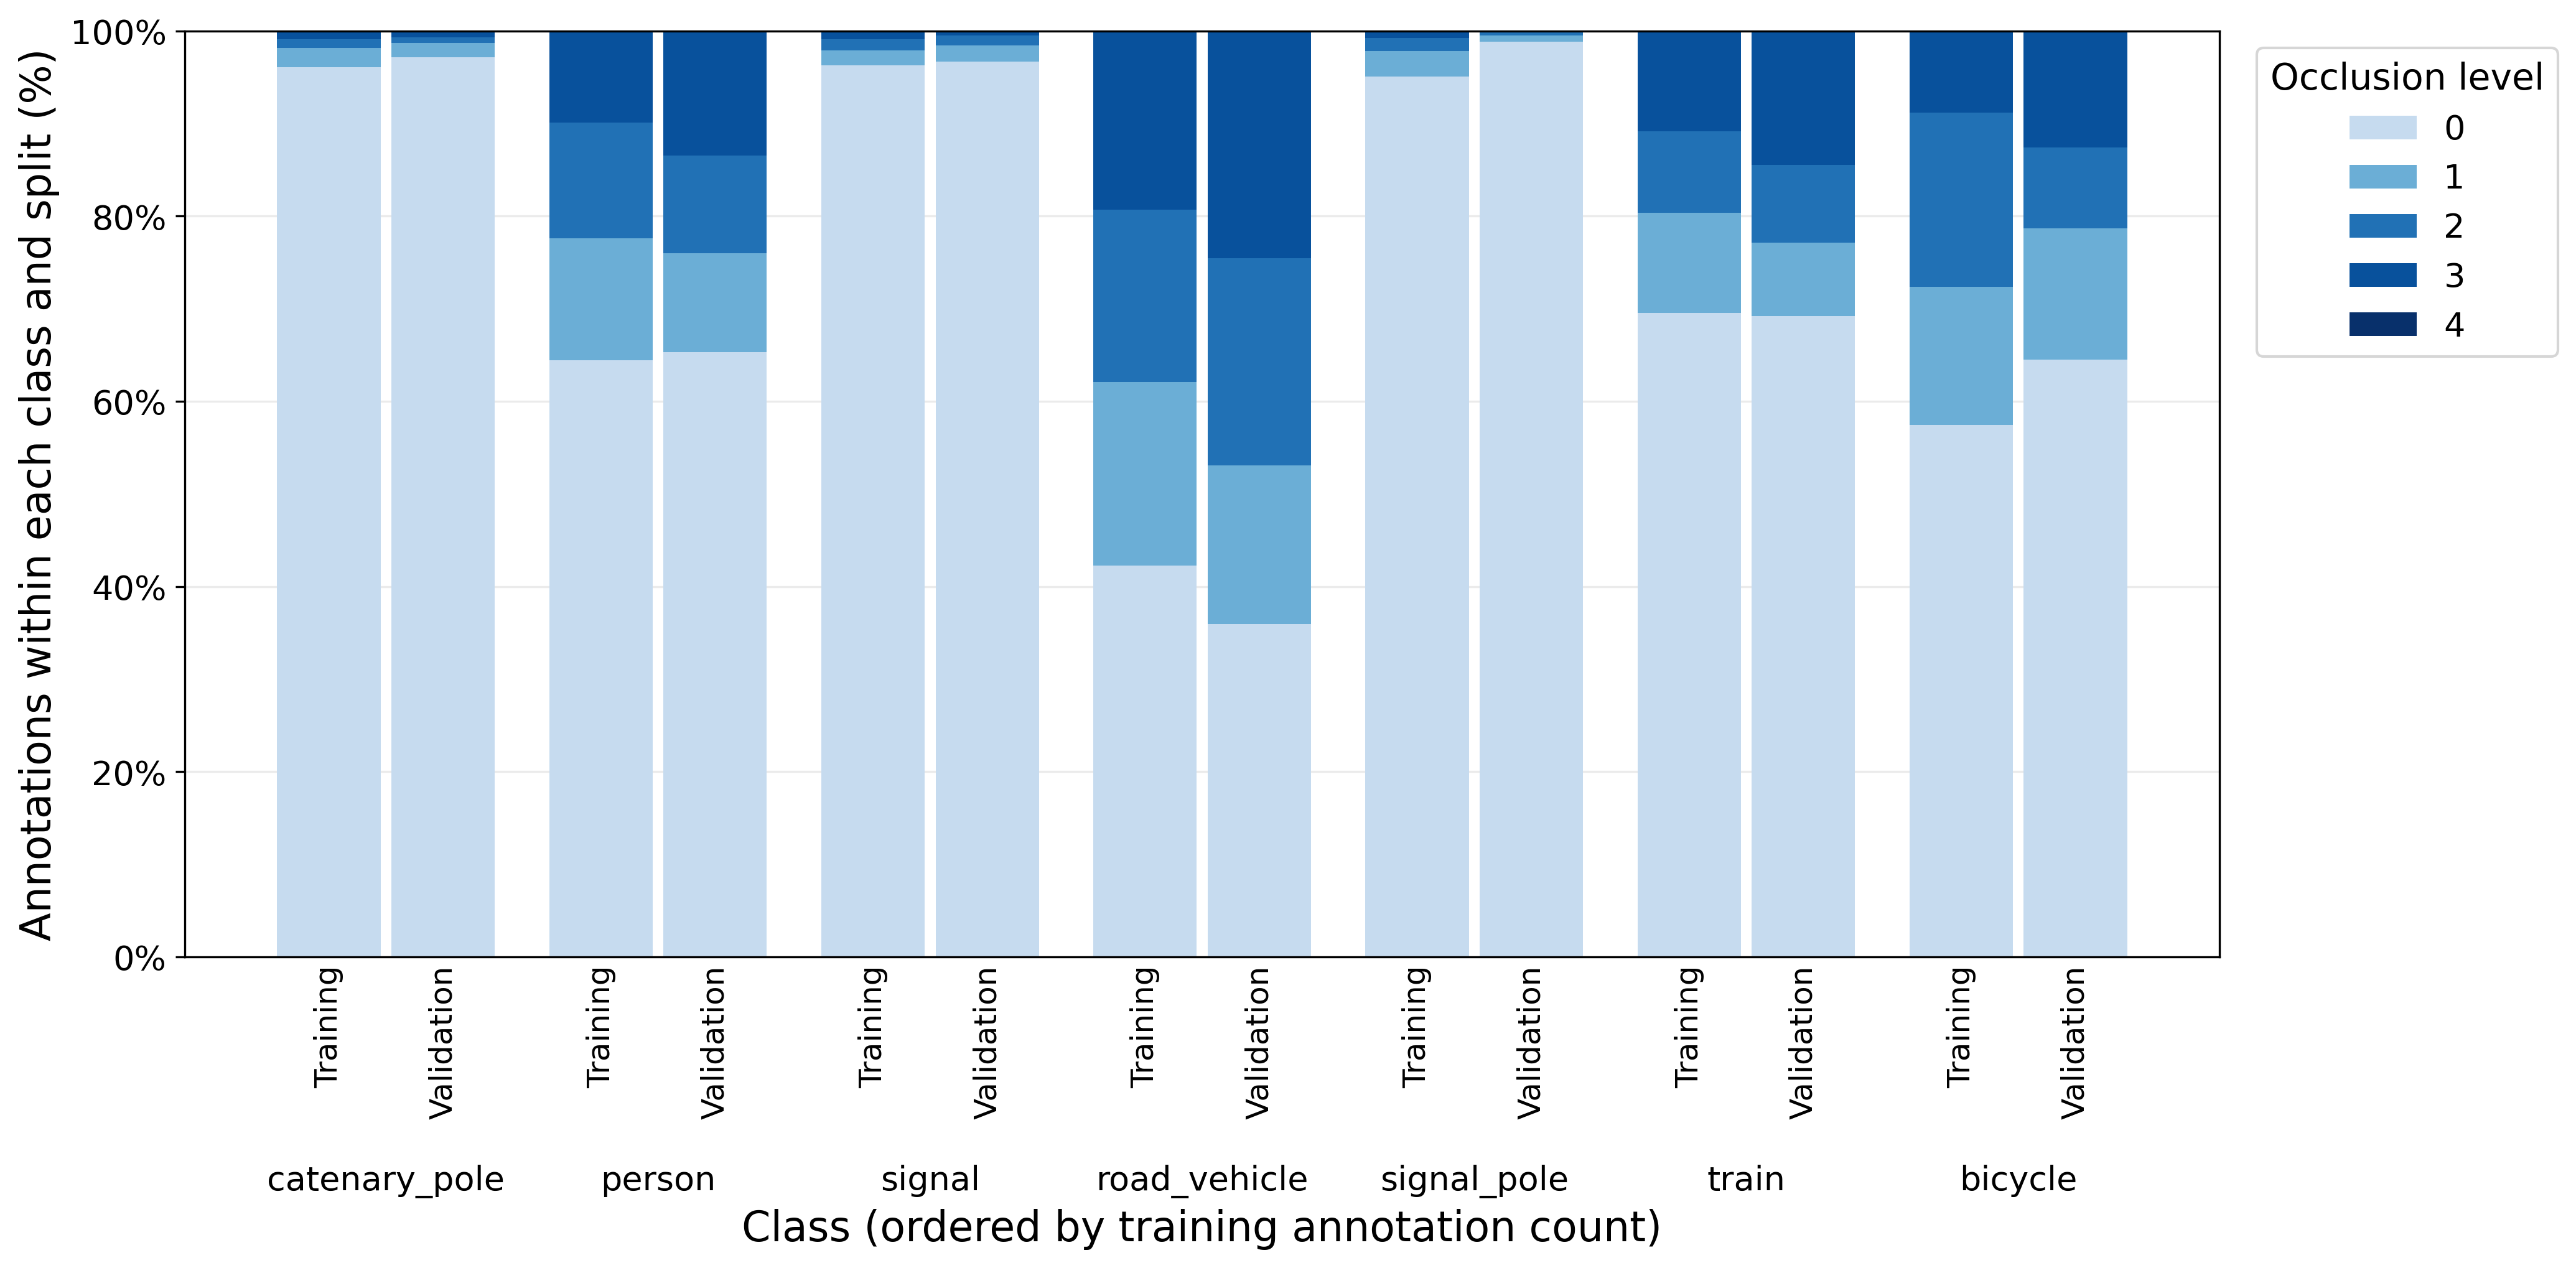 Annotations within each class and split (%)
100%
80%
60%
40%
20%
0%
Training
Validation
Training
Validation
Training
Validation
Training
Validation
Training
Validation
Training
Validation
Training
Validation
catenary_pole
person
signal
road_vehicle
signal_pole
train
bicycle
Class (ordered by training annotation count)
Occlusion level
0
1
2
3
4